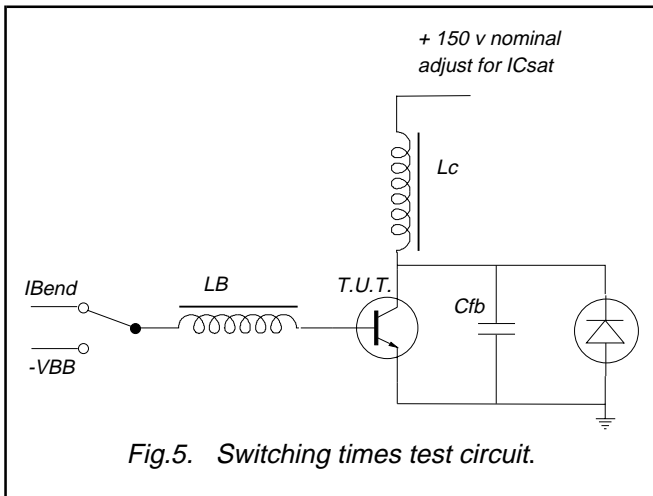 + 150 v nominal
adjust for ICsat
Lc
IBend
LB
T.U.T.
Cfb
-VBB
Fig.5. Switching times test circuit.